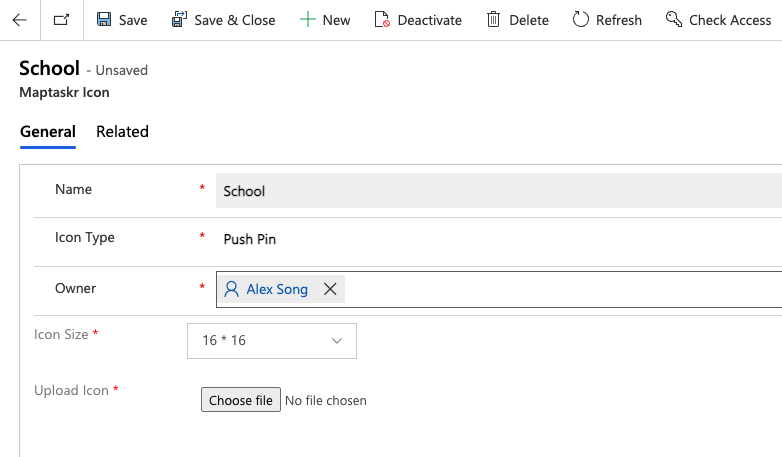 Save Save & Close New Deactivate Delete Refresh Check Access
School - Unsaved
Maptaskr Icon
General Related
Name * School
Icon Type * Push Pin
Owner * Alex Song
Icon Size * 16 * 16
Upload Icon * Choose file No file chosen